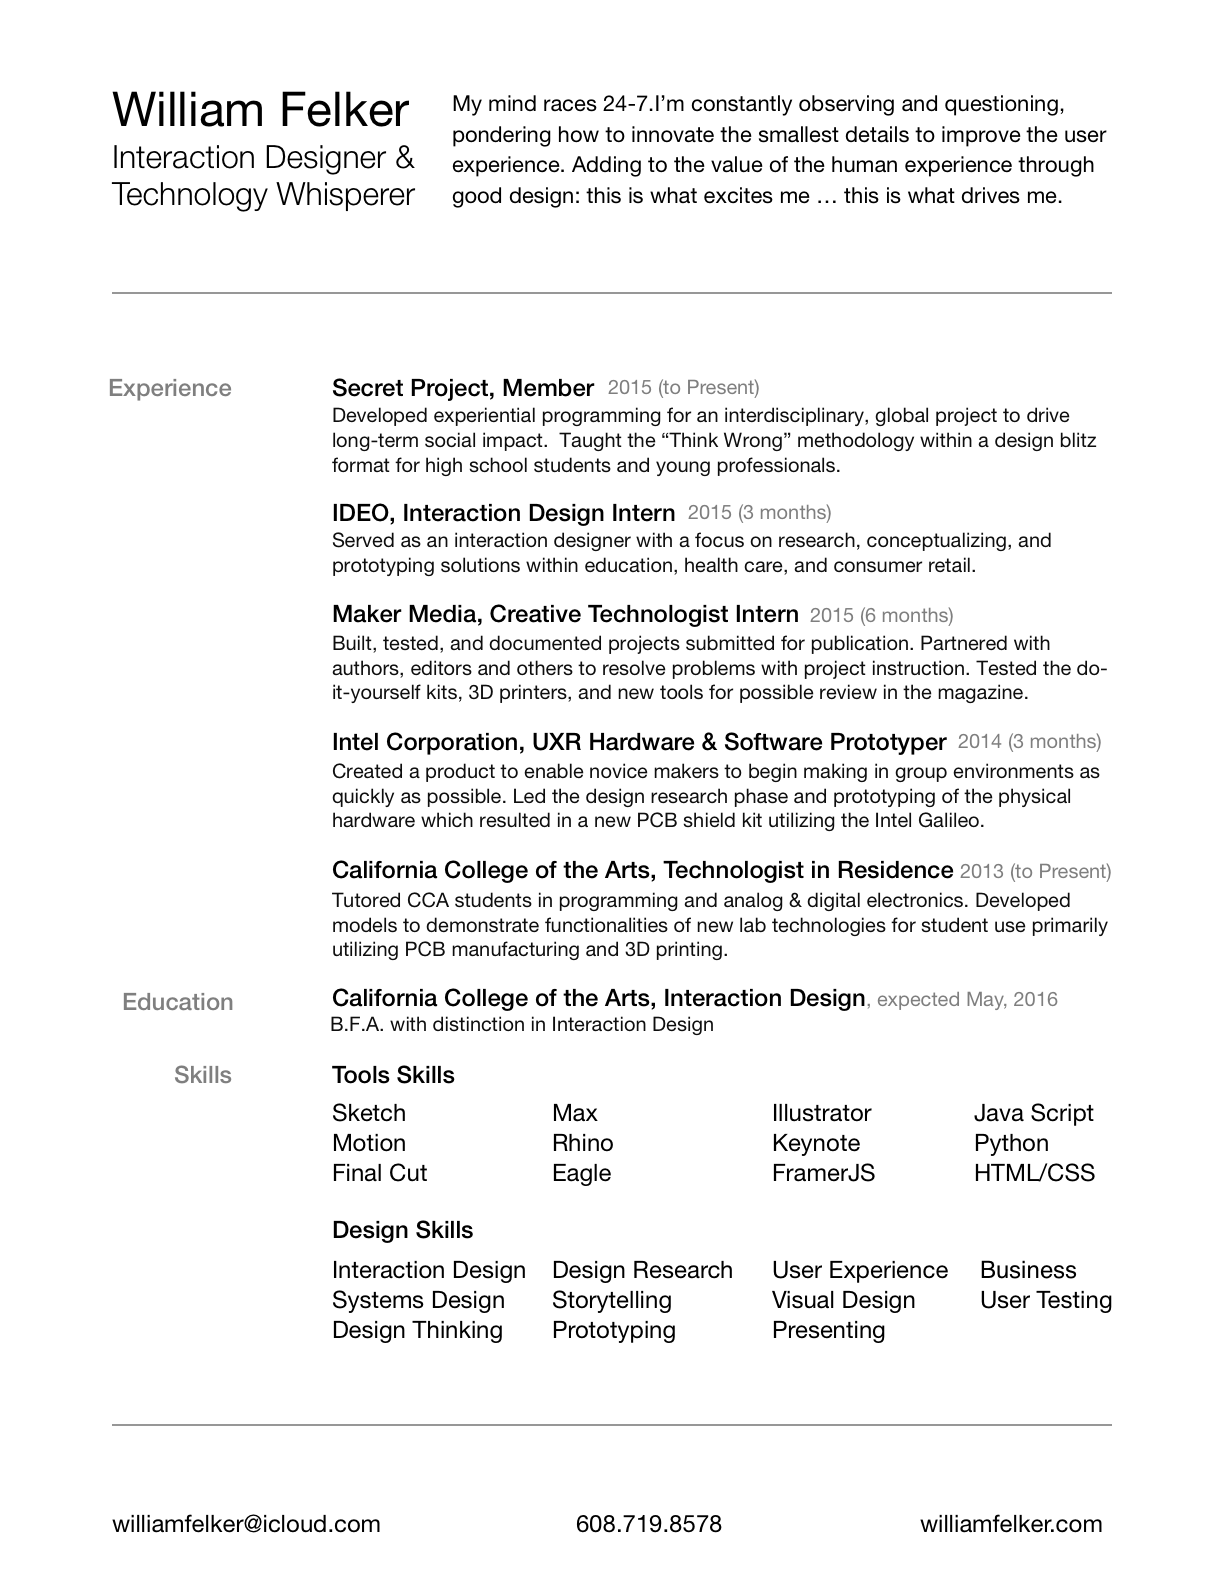 William Felker
Interaction Designer &
Technology Whisperer
My mind races 24-7.I’m constantly observing and questioning,
pondering how to innovate the smallest details to improve the user
experience. Adding to the value of the human experience through
good design: this is what excites me … this is what drives me.
Experience
Secret Project, Member 2015 (to Present)
Developed experiential programming for an interdisciplinary, global project to drive
long-term social impact.  Taught the “Think Wrong” methodology within a design blitz
format for high school students and young professionals.
IDEO, Interaction Design Intern 2015 (3 months)
Served as an interaction designer with a focus on research, conceptualizing, and
prototyping solutions within education, health care, and consumer retail.
Maker Media, Creative Technologist Intern 2015 (6 months)
Built, tested, and documented projects submitted for publication. Partnered with
authors, editors and others to resolve problems with project instruction. Tested the do-
it-yourself kits, 3D printers, and new tools for possible review in the magazine.
Intel Corporation, UXR Hardware & Software Prototyper 2014 (3 months)
Created a product to enable novice makers to begin making in group environments as
quickly as possible. Led the design research phase and prototyping of the physical
hardware which resulted in a new PCB shield kit utilizing the Intel Galileo.
California College of the Arts, Technologist in Residence 2013 (to Present)
Tutored CCA students in programming and analog & digital electronics. Developed
models to demonstrate functionalities of new lab technologies for student use primarily
utilizing PCB manufacturing and 3D printing.
Education
California College of the Arts, Interaction Design, expected May, 2016
B.F.A. with distinction in Interaction Design
Skills
Tools Skills
Sketch Max Illustrator Java Script
Motion Rhino Keynote Python
Final Cut Eagle FramerJS HTML/CSS
Design Skills
Interaction Design Design Research User Experience Business
Systems Design Storytelling Visual Design User Testing
Design Thinking Prototyping Presenting
williamfelker@icloud.com 608.719.8578 williamfelker.com